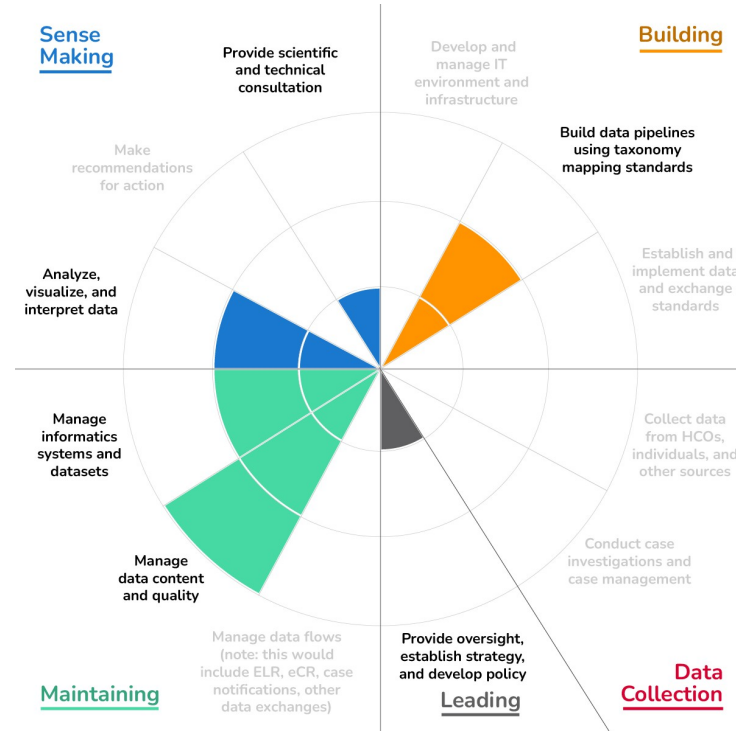 Sense
Making
Provide scientific
and technical
consultation
Develop and
manage IT
environment and
infrastructure
Building
Build data pipelines
using taxonomy
mapping standards
Make
recommendations
for action
Establish and
implement data
and exchange
standards
Analyze,
visualize, and
interpret data
Manage
informatics
systems and
datasets
Collect data
from HCOs,
individuals, and
other sources
Conduct case
investigations and
case management
Manage
data content
and quality
Manage data flows
(note: this would
include ELR, eCR, case
notifications, other
data exchanges)
Provide oversight,
establish strategy,
and develop policy
Maintaining
Leading
Data
Collection